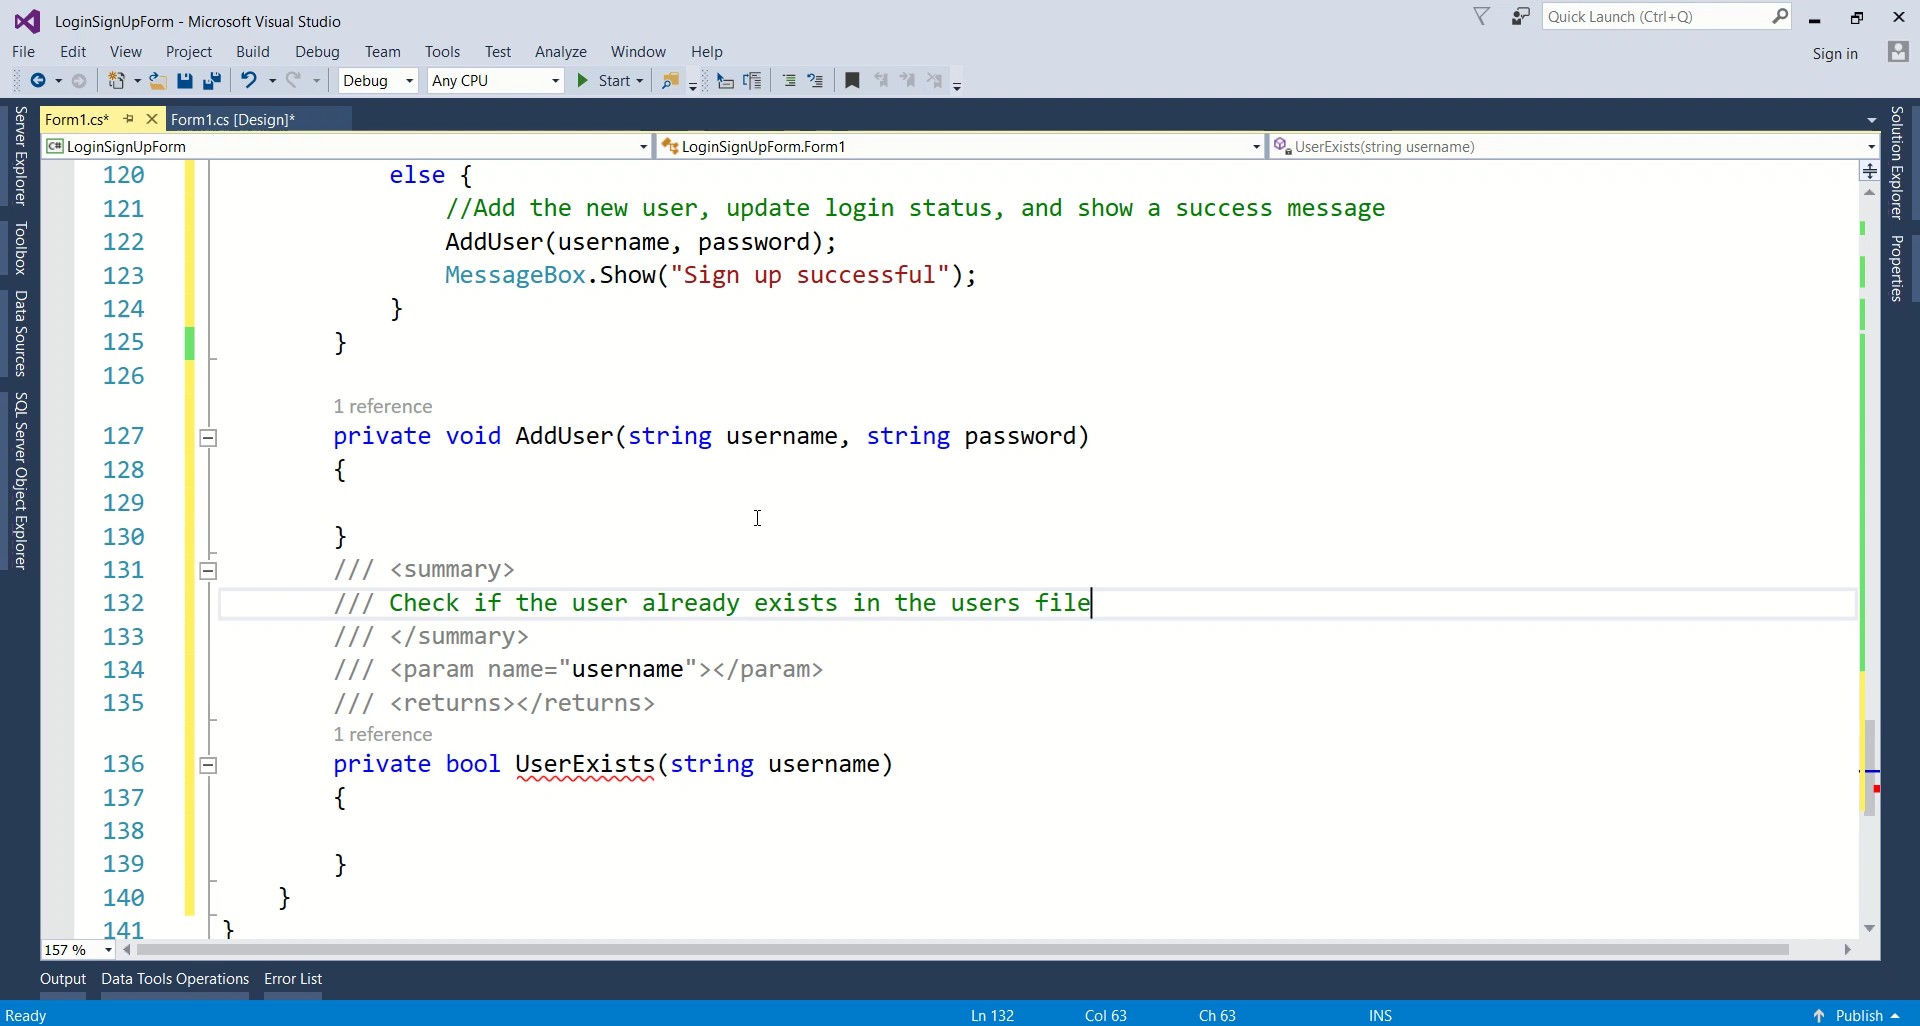 LoginSignUpForm - Microsoft Visual Studio
Quick Launch (Ctrl+Q)
File Edit View Project Build Debug Team Tools Test Analyze Window Help
Sign in
Debug Any CPU Start
Form1.cs* Form1.cs [Design]*
C# LoginSignUpForm LoginSignUpForm.Form1 UserExists(string username)
Server Explorer
Toolbox
Data Sources
SQL Server Object Explorer
Solution Explorer
Properties
120 else {
121 //Add the new user, update login status, and show a success message
122 AddUser(username, password);
123 MessageBox.Show("Sign up successful");
124 }
125 }
126
1 reference
127 private void AddUser(string username, string password)
128 {
129
130 }
131 /// <summary>
132 /// Check if the user already exists in the users file
133 /// </summary>
134 /// <param name="username"></param>
135 /// <returns></returns>
1 reference
136 private bool UserExists(string username)
137 {
138
139 }
140 }
141 }
157 %
Output Data Tools Operations Error List
Ready Ln 132 Col 63 Ch 63 INS Publish